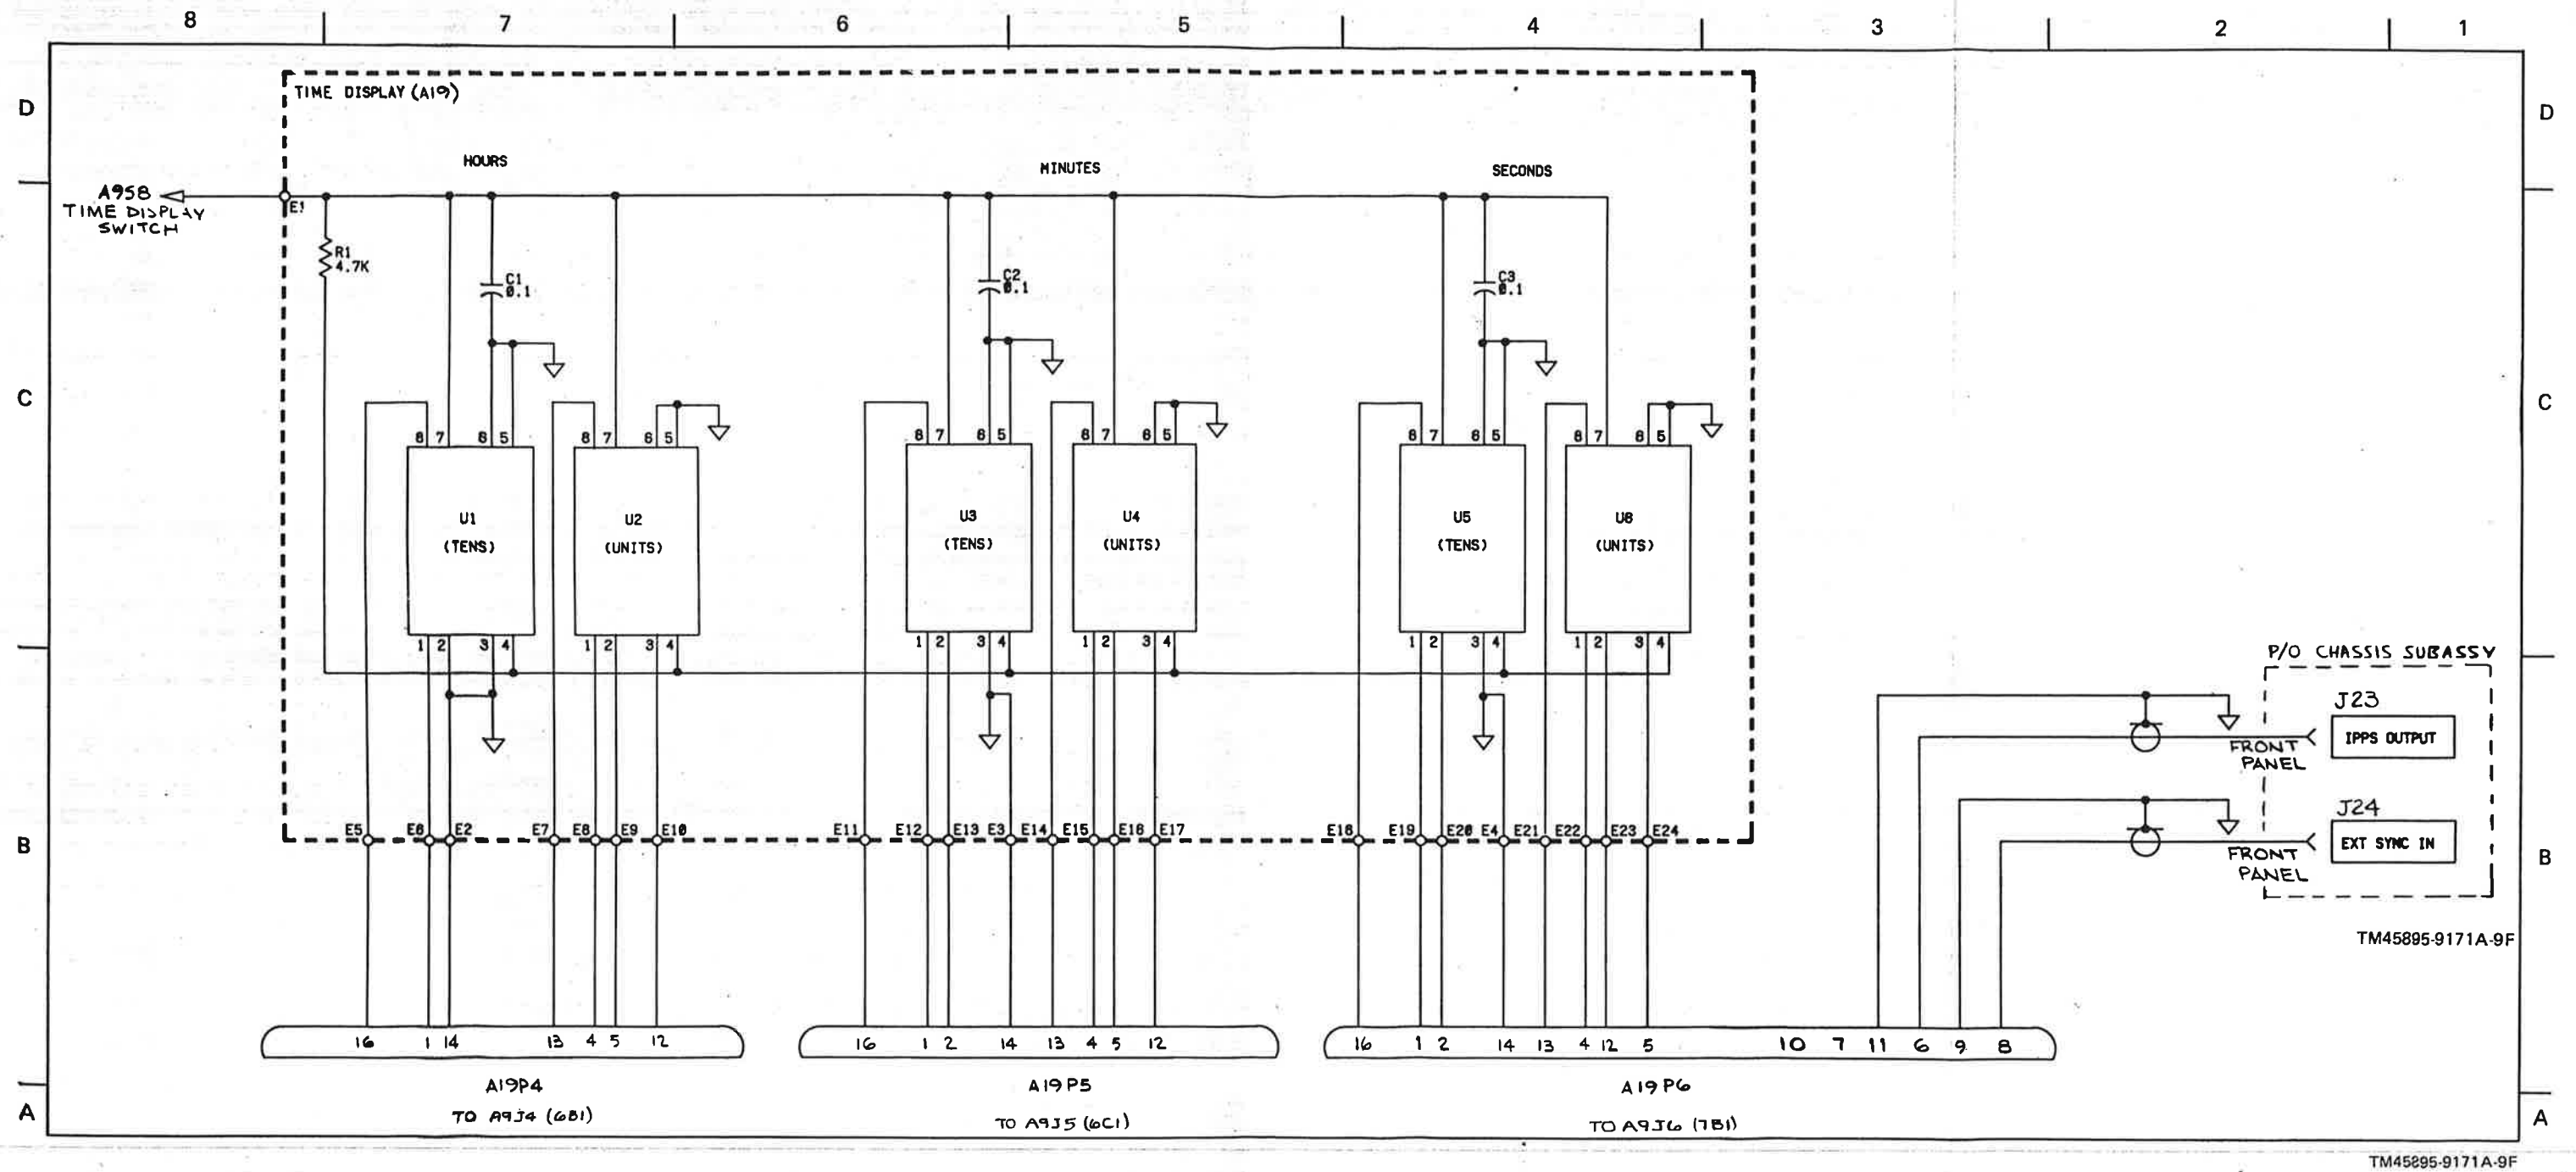 8 7 6 5 4 3 2 1
D D
TIME DISPLAY (A19)
HOURS MINUTES SECONDS
A9S8
TIME DISPLAY
SWITCH
E1
R1
4.7K
C1
0.1
C2
0.1
C3
0.1
C C
8 7 6 5 8 7 6 5 8 7 6 5 8 7 6 5 8 7 6 5 8 7 6 5
U1
(TENS)
U2
(UNITS)
U3
(TENS)
U4
(UNITS)
U5
(TENS)
U6
(UNITS)
1 2 3 4 1 2 3 4 1 2 3 4 1 2 3 4 1 2 3 4 1 2 3 4
P/O CHASSIS SUBASSY
J23
1PPS OUTPUT
FRONT
PANEL
J24
EXT SYNC IN
FRONT
PANEL
B B
E5 E6 E2 E7 E8 E9 E10 E11 E12 E13 E3 E14 E15 E16 E17 E18 E19 E20 E4 E21 E22 E23 E24
TM45895-9171A-9F
16 1 14 13 4 5 12
16 1 2 14 13 4 5 12
16 1 2 14 13 4 12 5 10 7 11 6 9 8
A19P4
TO A9J4 (6B1)
A19P5
TO A9J5 (6C1)
A19P6
TO A9J6 (7B1)
A A
TM45895-9171A-9F